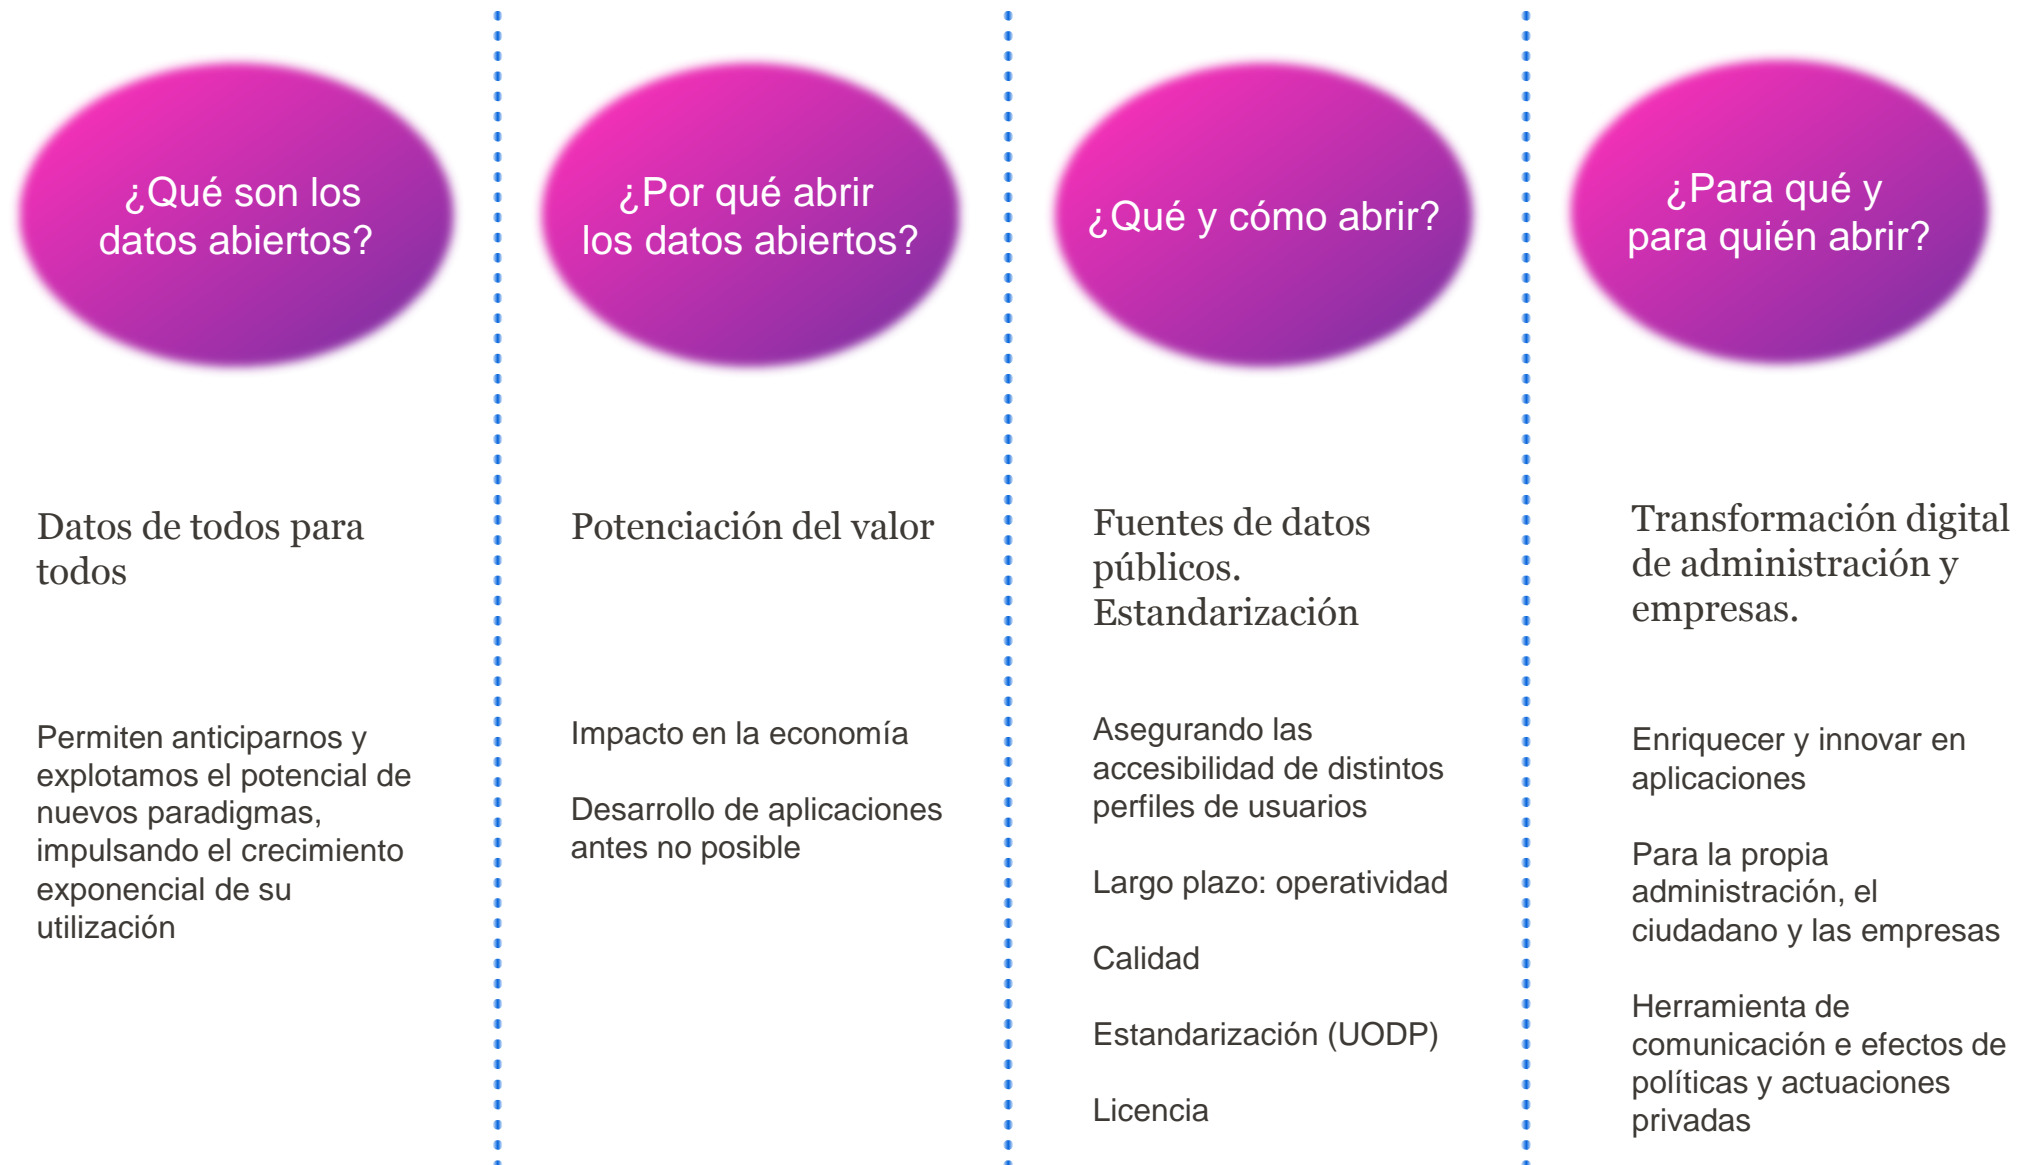 ¿Qué son los
datos abiertos?
Datos de todos para
todos
Permiten anticiparnos y
explotamos el potencial de
nuevos paradigmas,
impulsando el crecimiento
exponencial de su
utilización
¿Por qué abrir
los datos abiertos?
Potenciación del valor
Impacto en la economía
Desarrollo de aplicaciones
antes no posible
¿Qué y cómo abrir?
Fuentes de datos
públicos.
Estandarización
Asegurando las
accesibilidad de distintos
perfiles de usuarios
Largo plazo: operatividad
Calidad
Estandarización (UODP)
Licencia
¿Para qué y
para quién abrir?
Transformación digital
de administración y
empresas.
Enriquecer y innovar en
aplicaciones
Para la propia
administración, el
ciudadano y las empresas
Herramienta de
comunicación e efectos de
políticas y actuaciones
privadas